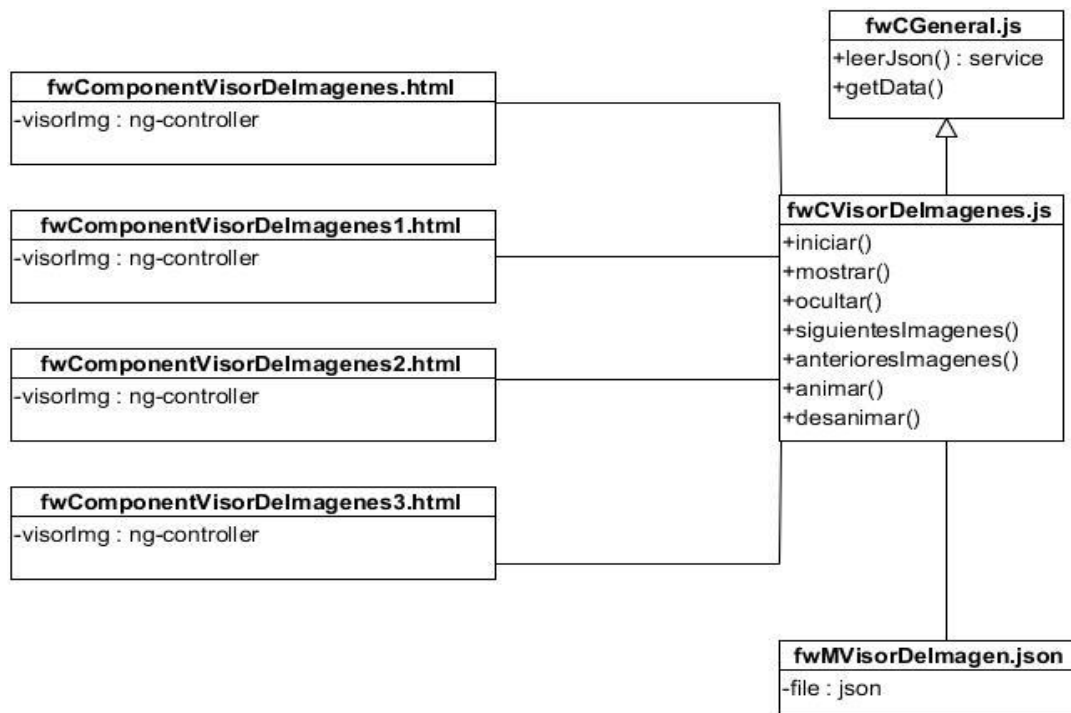 fwCGeneral.js
+leerJson() : service
+getData()
fwComponentVisorDeImagenes.html
-visorImg : ng-controller
fwComponentVisorDeImagenes1.html
-visorImg : ng-controller
fwComponentVisorDeImagenes2.html
-visorImg : ng-controller
fwComponentVisorDeImagenes3.html
-visorImg : ng-controller
fwCVisorDeImagenes.js
+iniciar()
+mostrar()
+ocultar()
+siguientesImagenes()
+anterioresImagenes()
+animar()
+desanimar()
fwMVisorDeImagen.json
-file : json